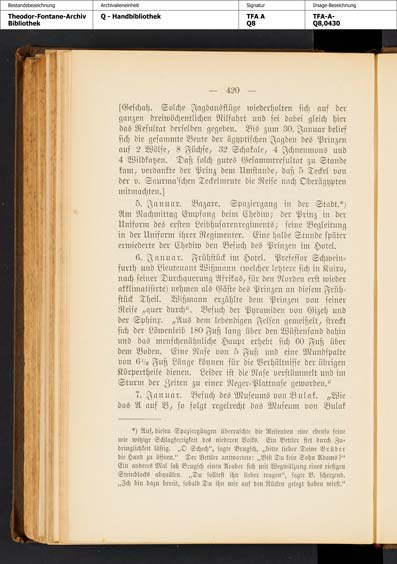 Bestandsbezeichnung Archivalieneinheit Signatur Image-Bezeichnung
Theodor-Fontane-Archiv Q - Handbibliothek TFA A TFA-A-
Bibliothek Q8 Q8,0430
— 420 —
[Geschah. Solche Jagdausflüge wiederholten sich auf der
ganzen dreiwöchentlichen Nilfahrt und sei dabei gleich hier
das Resultat derselben gegeben. Bis zum 30. Januar belief
sich die gesammte Beute der ägyptischen Jagden des Prinzen
auf 2 Wölfe, 8 Füchse, 32 Schakale, 4 Ichneumons und
4 Wildkatzen. Daß solch gutes Gesammtresultat zu Stande
kam, verdankte der Prinz dem Umstande, daß 5 Teckel von
der v. Saurma'schen Teckelmeute die Reise nach Oberägypten
mitmachten.]
5. Januar. Bazare. Spaziergang in der Stadt.*)
Am Nachmittag Empfang beim Chediw; der Prinz in der
Uniform des ersten Leibhusarenregiments; seine Begleitung
in der Uniform ihrer Regimenter. Eine halbe Stunde später
erwiederte der Chediw den Besuch des Prinzen im Hotel.
6. Januar. Frühstück im Hotel. Professor Schwein-
furth und Lieutenant Wißmann (welcher letztre sich in Kairo,
nach seiner Durchquerung Afrikas, für den Norden erst wieder
akklimatisirte) nehmen als Gäste des Prinzen an diesem Früh-
stück Theil. Wißmann erzählte dem Prinzen von seiner
Reise „quer durch“. Besuch der Pyramiden von Gizeh und
der Sphinx. „Aus dem lebendigen Felsen gemeißelt, streckt
sich der Löwenleib 180 Fuß lang über den Wüstensand dahin
und das menschenähnliche Haupt erhebt sich 60 Fuß über
dem Boden. Eine Nase von 5 Fuß und eine Mundspalte
von 6½ Fuß Länge können für die Verhältnisse der übrigen
Körpertheile dienen. Leider ist die Nase verstümmelt und im
Sturm der Zeiten zu einer Neger-Plattnase geworden.“
7. Januar. Besuch des Museums von Bulak. „Wie
das A auf B, so folgt regelrecht das Museum von Bulak
*) Auf diesen Spaziergängen überraschte die Reisenden eine ebenso feine
wie witzige Schlagfertigkeit des niederen Volks. Ein Bettler fiel durch Zu-
dringlichkeit lästig. „O Schech“, sagte Brugsch, „bitte lieber Deine Brüder
die Hand zu öffnen.“ Der Bettler antwortete: „Bist Du kein Sohn Adams?“
Ein anderes Mal sah Brugsch einen Araber sich mit Wegwälzung eines riesigen
Steinblocks abquälen. „Du solltest ihn lieber tragen“, sagte B. scherzend.
„Ich bin dazu bereit, sobald Du ihn mir auf den Rücken gelegt haben wirst.“